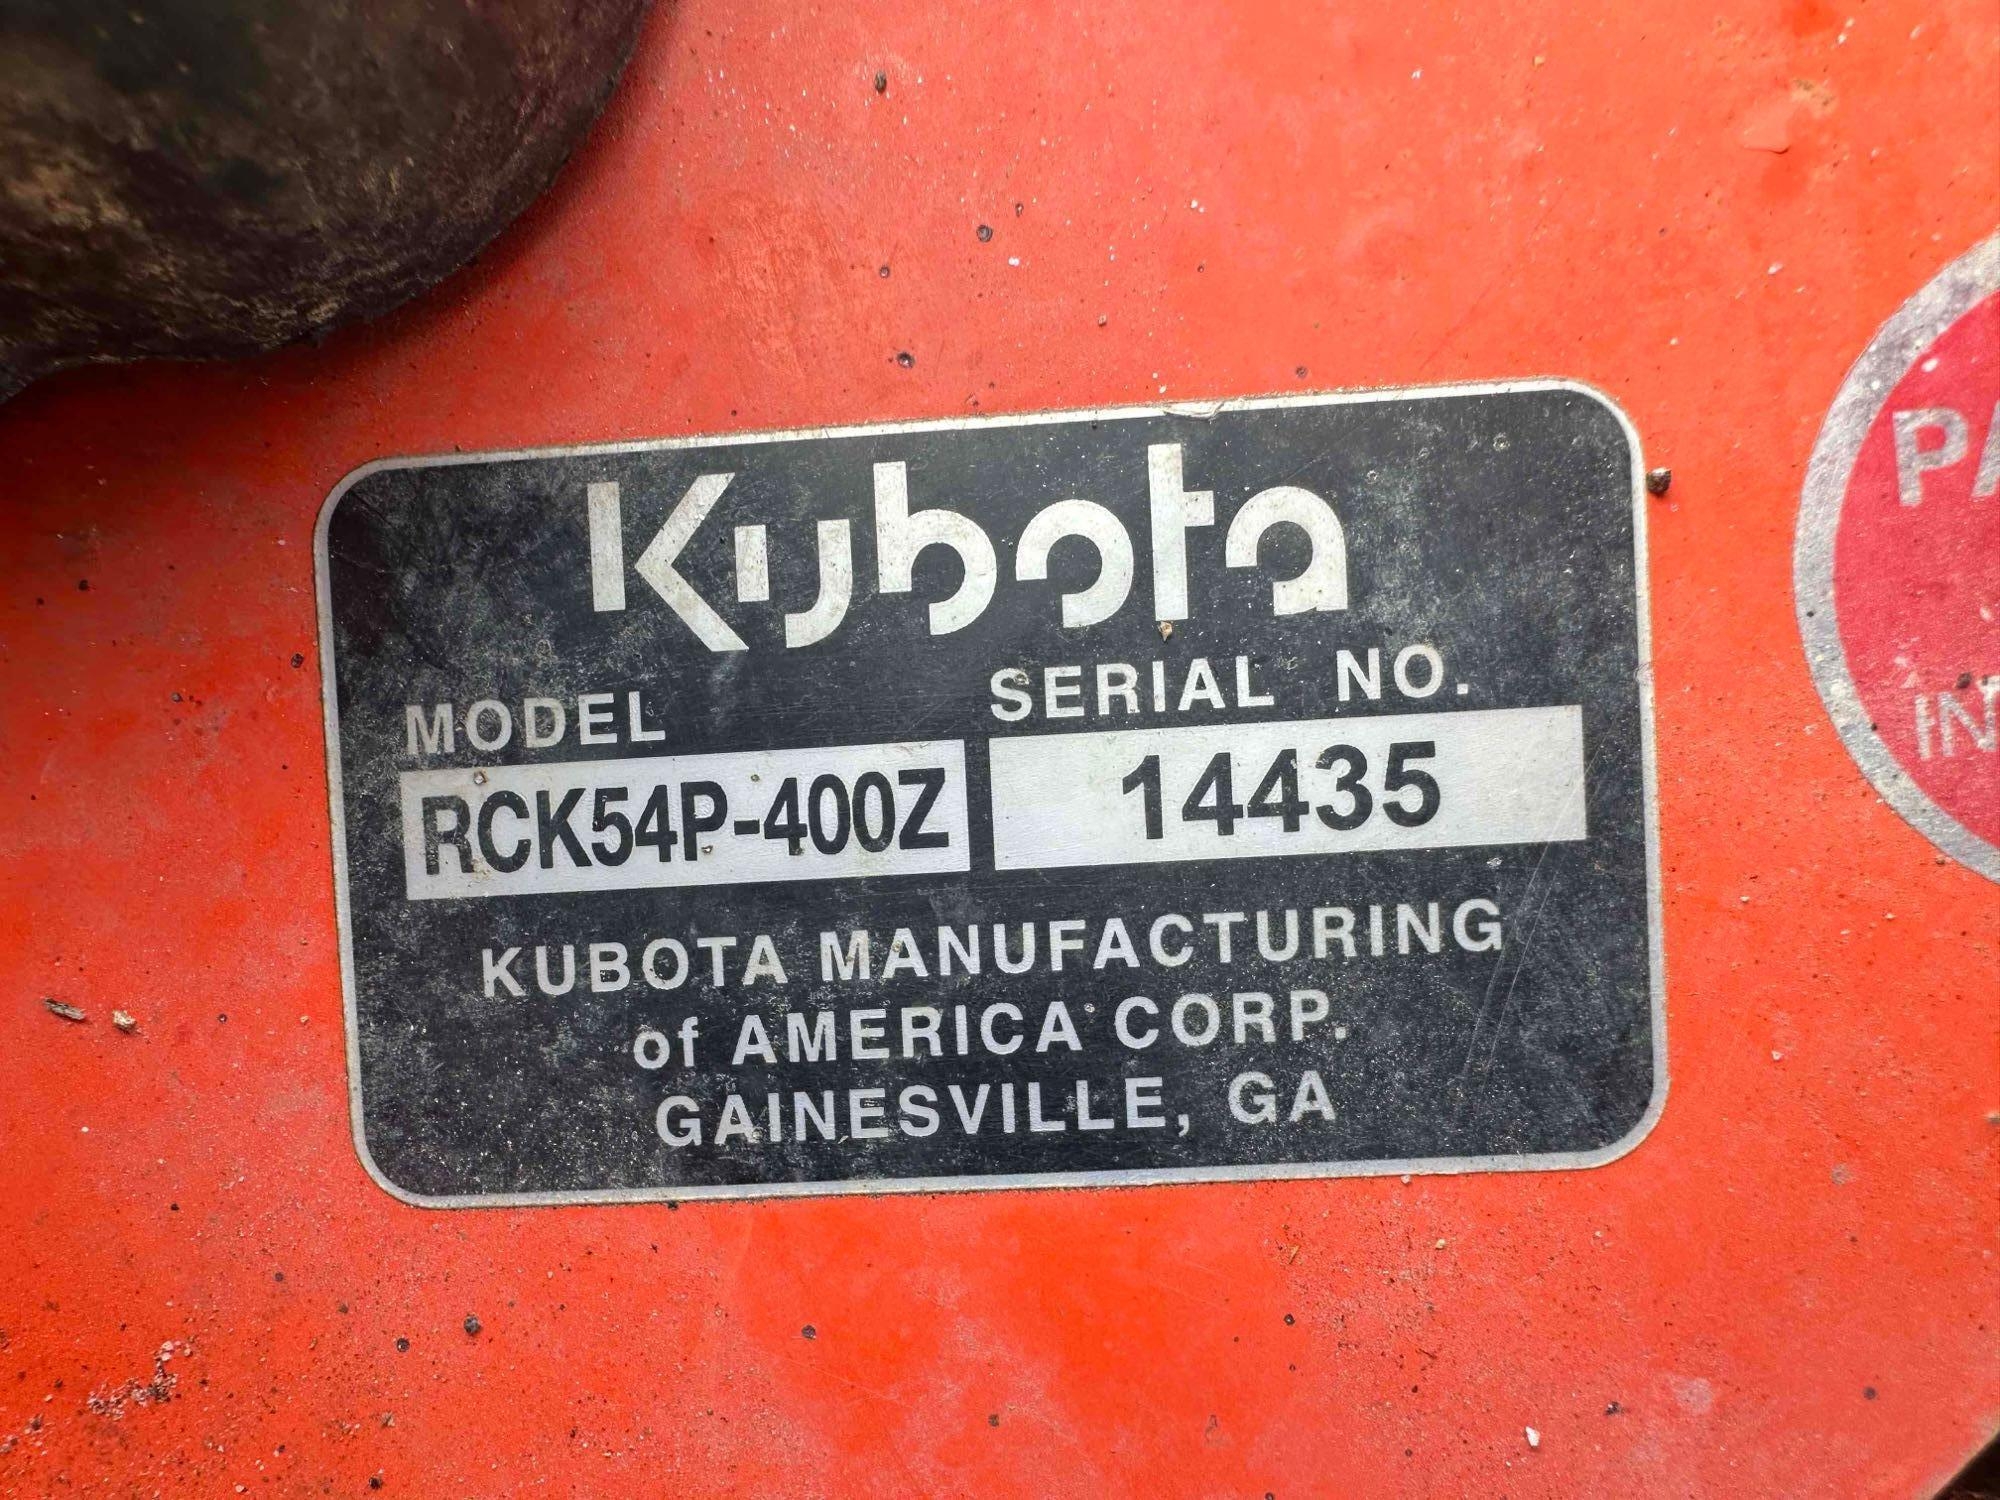 Kubota
MODEL SERIAL NO.
RCK54P-400Z 14435
KUBOTA MANUFACTURING
of AMERICA CORP.
GAINESVILLE, GA